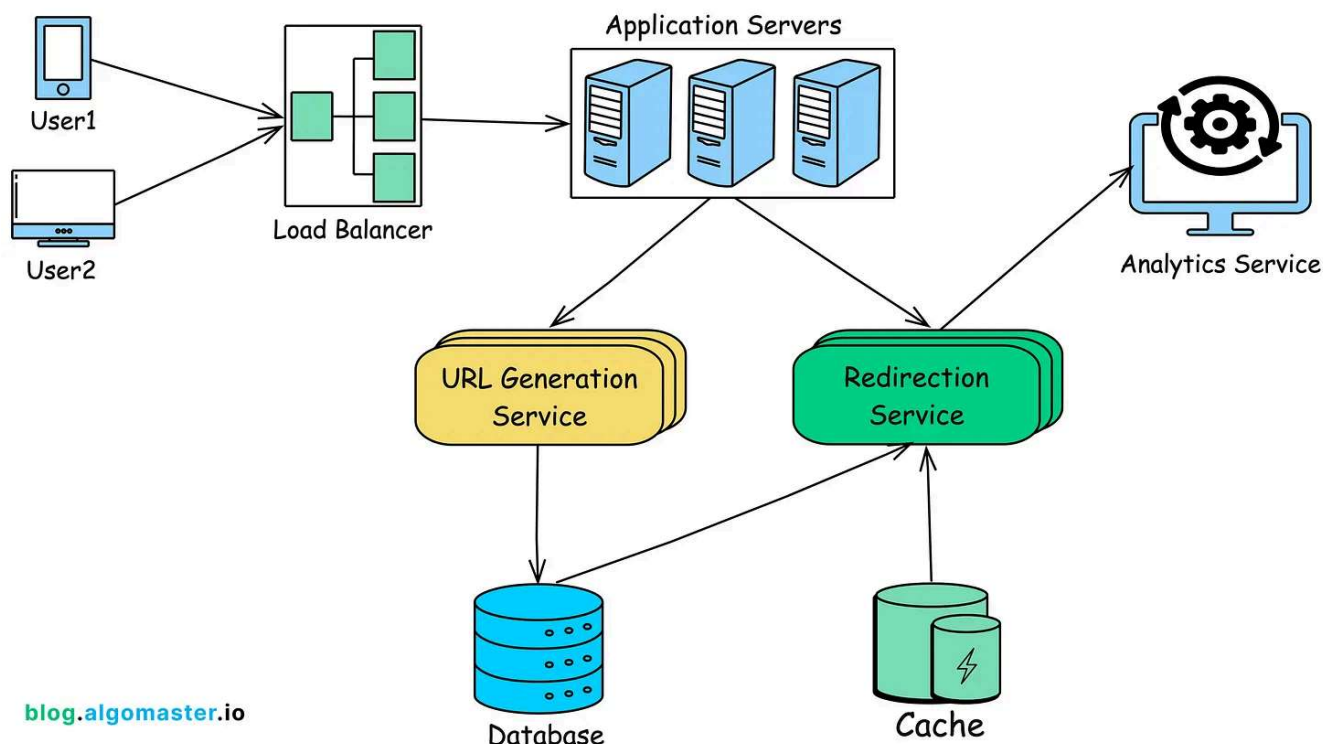 Application Servers
User1
User2
Load Balancer
Analytics Service
URL Generation
Service
Redirection
Service
Database
Cache
blog.algomaster.io